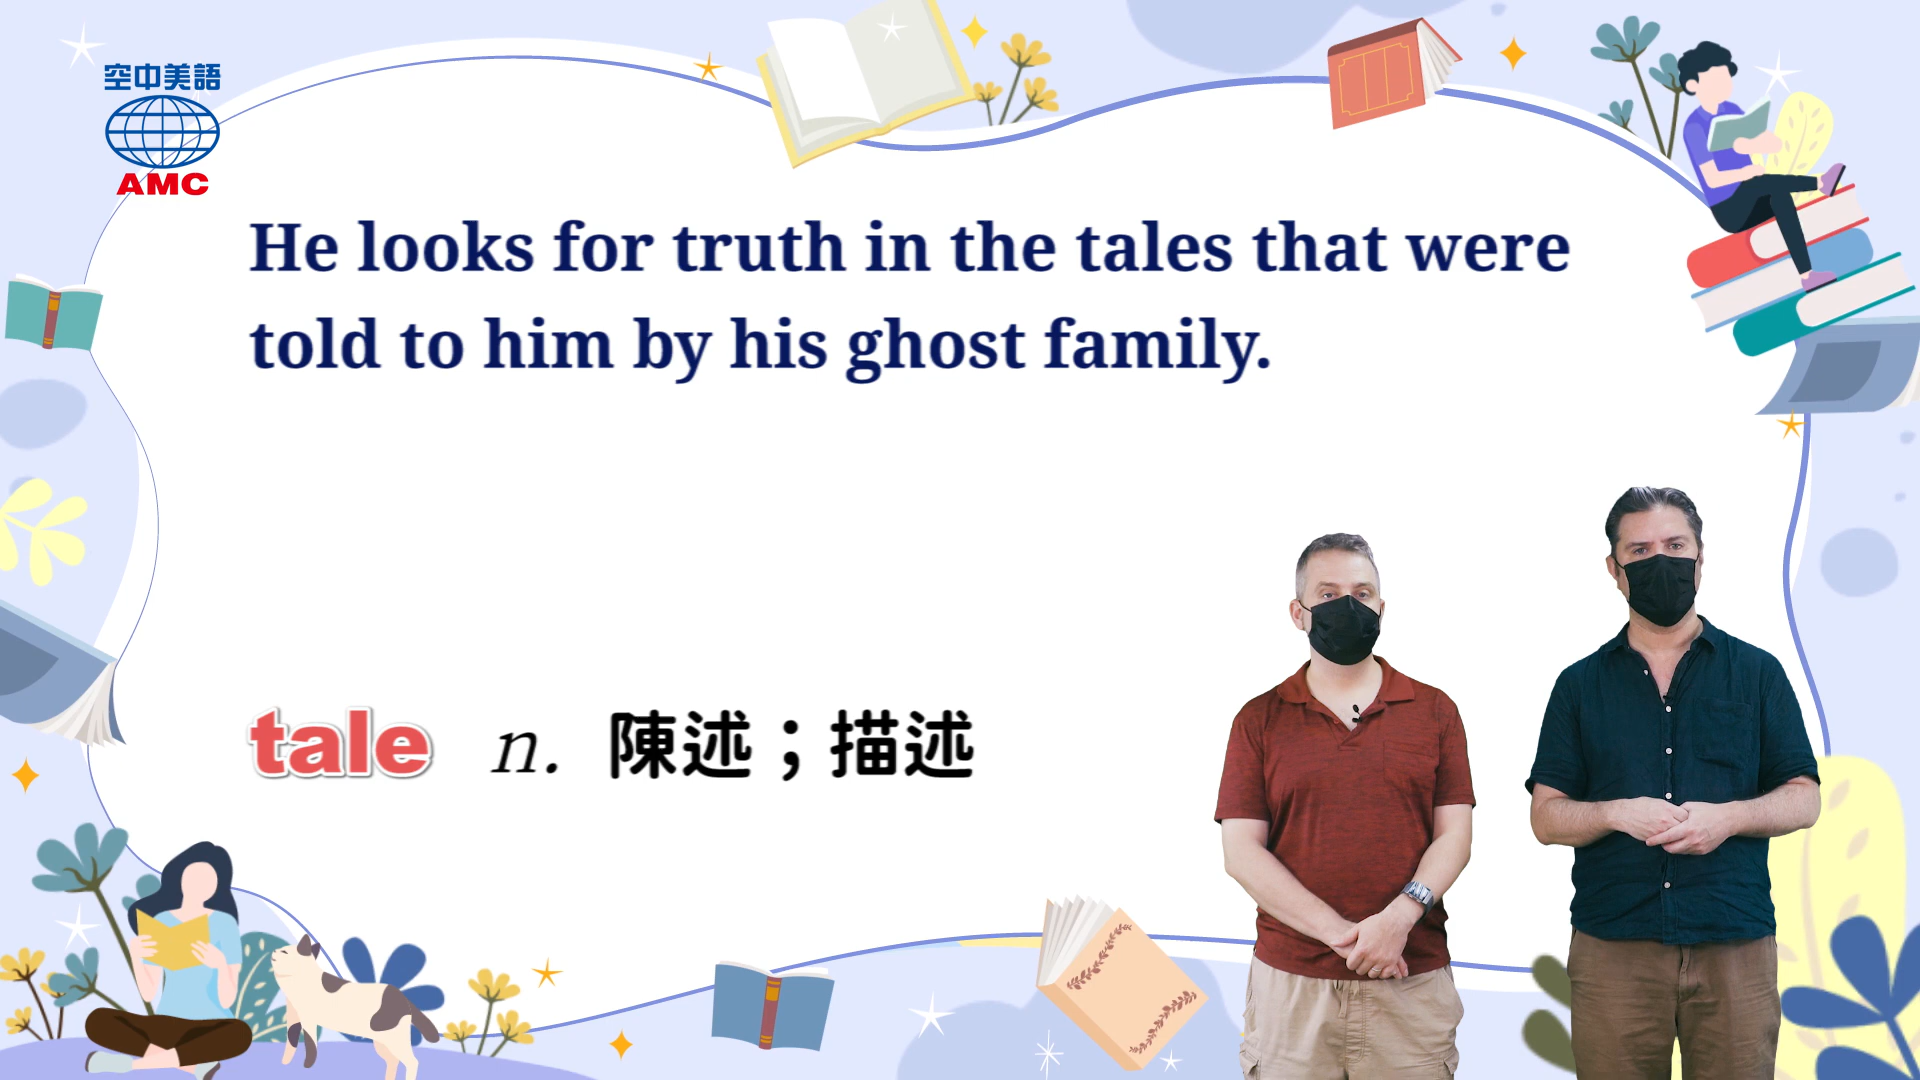 空中美語
AMC
He looks for truth in the tales that were
told to him by his ghost family.
tale n. 陳述；描述